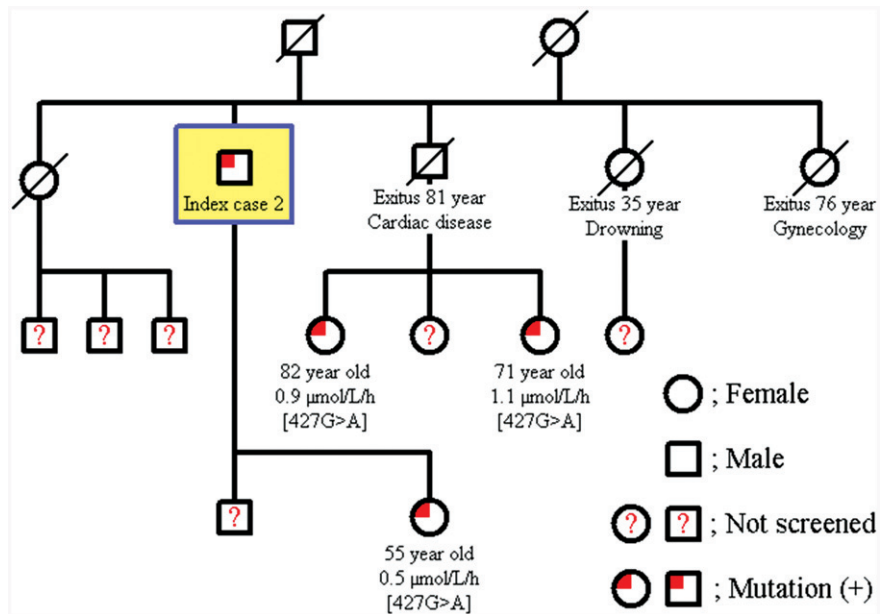 Index case 2
Exitus 81 year
Cardiac disease
Exitus 35 year
Drowning
Exitus 76 year
Gynecology
? ? ? ? ?
82 year old
0.9 µmol/L/h
[427G>A]
71 year old
1.1 µmol/L/h
[427G>A]
; Female
; Male
?
? ? ; Not screened
55 year old
0.5 µmol/L/h
[427G>A]
; Mutation (+)